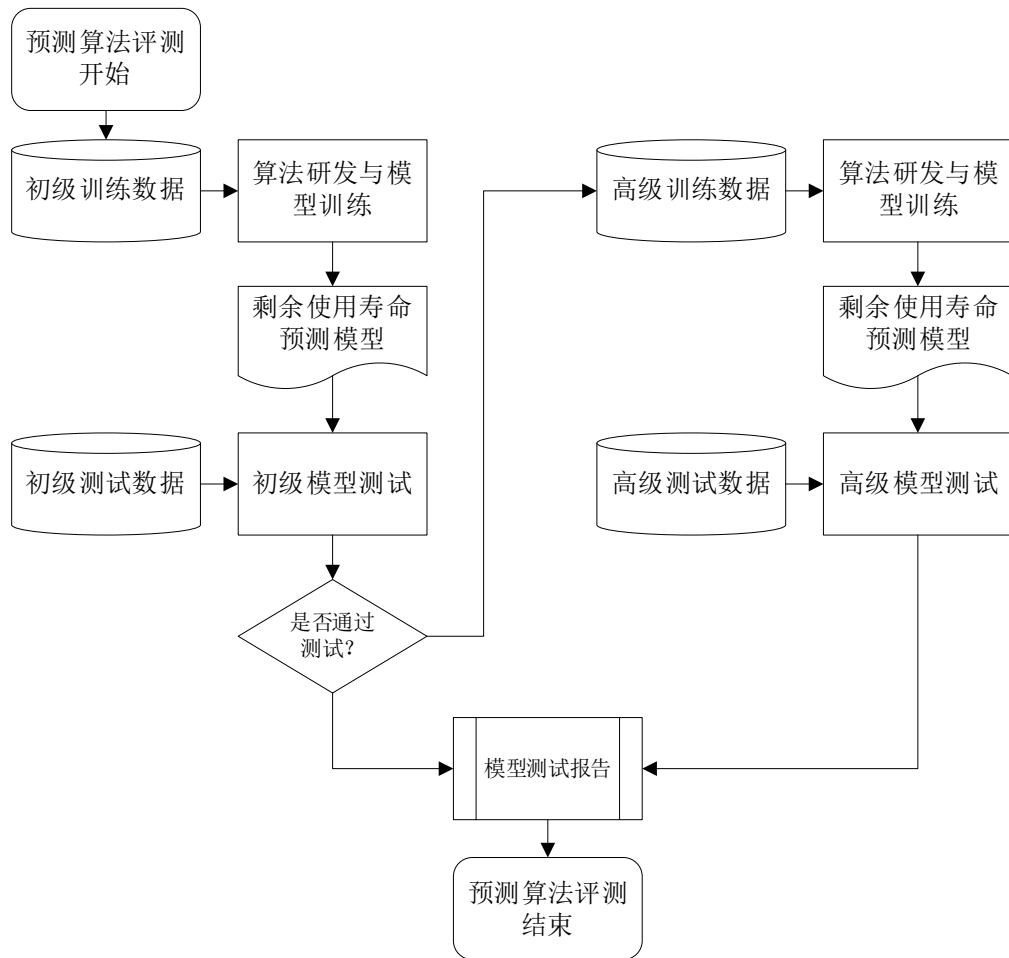 预测算法评测
开始
初级训练数据
算法研发与模
型训练
高级训练数据
算法研发与模
型训练
剩余使用寿命
预测模型
剩余使用寿命
预测模型
初级测试数据
初级模型测试
高级测试数据
高级模型测试
是否通过
测试？
模型测试报告
预测算法评测
结束